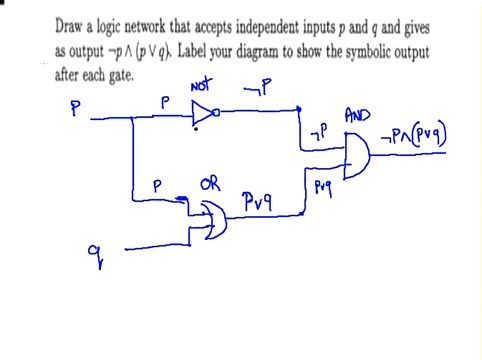 Draw a logic network that accepts independent inputs p and q and gives
as output ¬p ∧ (p ∨ q). Label your diagram to show the symbolic output
after each gate.
NOT
¬P
P
P
AND
¬P
¬P∧(P∨q)
P
OR
P∨q
P∨q
q